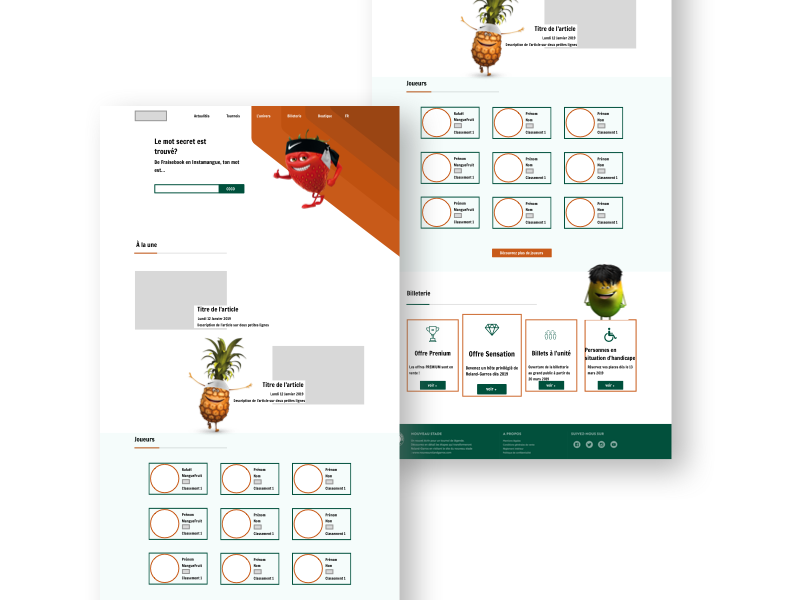 Actualités Tournois L'univers Billeterie Boutique FR
Le mot secret est
trouvé?
De Fraisebook en Instamangue, ton mot
est...
GOGO
À la une
Titre de l'article
Lundi 12 Janvier 2019
Description de l'article sur deux petites lignes
Titre de l'article
Lundi 12 Janvier 2019
Description de l'article sur deux petites lignes
Joueurs
MangueFruit
Classement 1
Prénom
Nom
Classement 1
Prénom
Nom
Classement 1
Prénom
MangueFruit
Classement 1
Prénom
Nom
Classement 1
Prénom
Nom
Classement 1
Prénom
MangueFruit
Classement 1
Prénom
Nom
Classement 1
Prénom
Nom
Classement 1
Titre de l'article
Lundi 12 Janvier 2019
Description de l'article sur deux petites lignes
Joueurs
MangueFruit
Classement 1
Prénom
Nom
Classement 1
Prénom
Nom
Classement 1
Prénom
MangueFruit
Classement 1
Prénom
Nom
Classement 1
Prénom
Nom
Classement 1
Prénom
MangueFruit
Classement 1
Prénom
Nom
Classement 1
Prénom
Nom
Classement 1
Découvrez plus de joueurs
Billeterie
Offre Premium
Les offres PREMIUM sont en
vente !
Voir +
Offre Sensation
Devenez un hôte privilégié de
Roland-Garros dès 2019
Voir +
Billets à l'unité
Ouverture de la billetterie
au grand public à partir du
20 mars 2019
Voir +
Personnes en
situation d'handicape
Réservez vos places dès le 13
mars 2019
Voir +
NOUVEAU STADE
A PROPOS
SUIVEZ-NOUS SUR